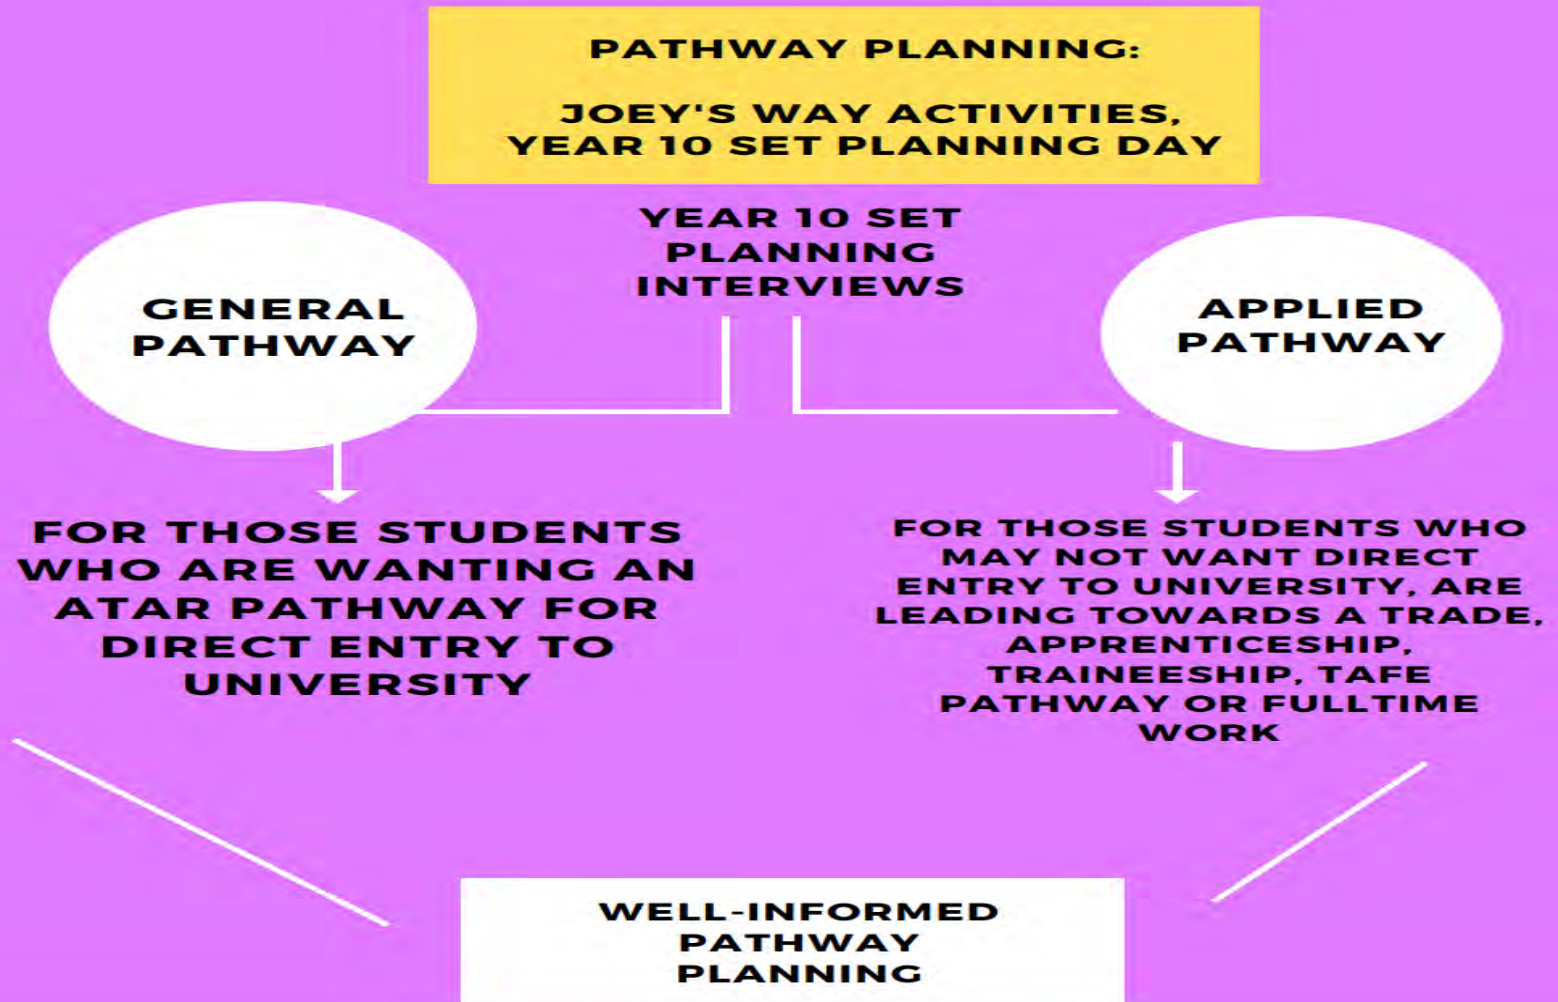 PATHWAY PLANNING:
JOEY'S WAY ACTIVITIES,
YEAR 10 SET PLANNING DAY
YEAR 10 SET
PLANNING
INTERVIEWS
GENERAL
PATHWAY
APPLIED
PATHWAY
FOR THOSE STUDENTS
WHO ARE WANTING AN
ATAR PATHWAY FOR
DIRECT ENTRY TO
UNIVERSITY
FOR THOSE STUDENTS WHO
MAY NOT WANT DIRECT
ENTRY TO UNIVERSITY, ARE
LEADING TOWARDS A TRADE,
APPRENTICESHIP,
TRAINEESHIP, TAFE
PATHWAY OR FULLTIME
WORK
WELL-INFORMED
PATHWAY
PLANNING